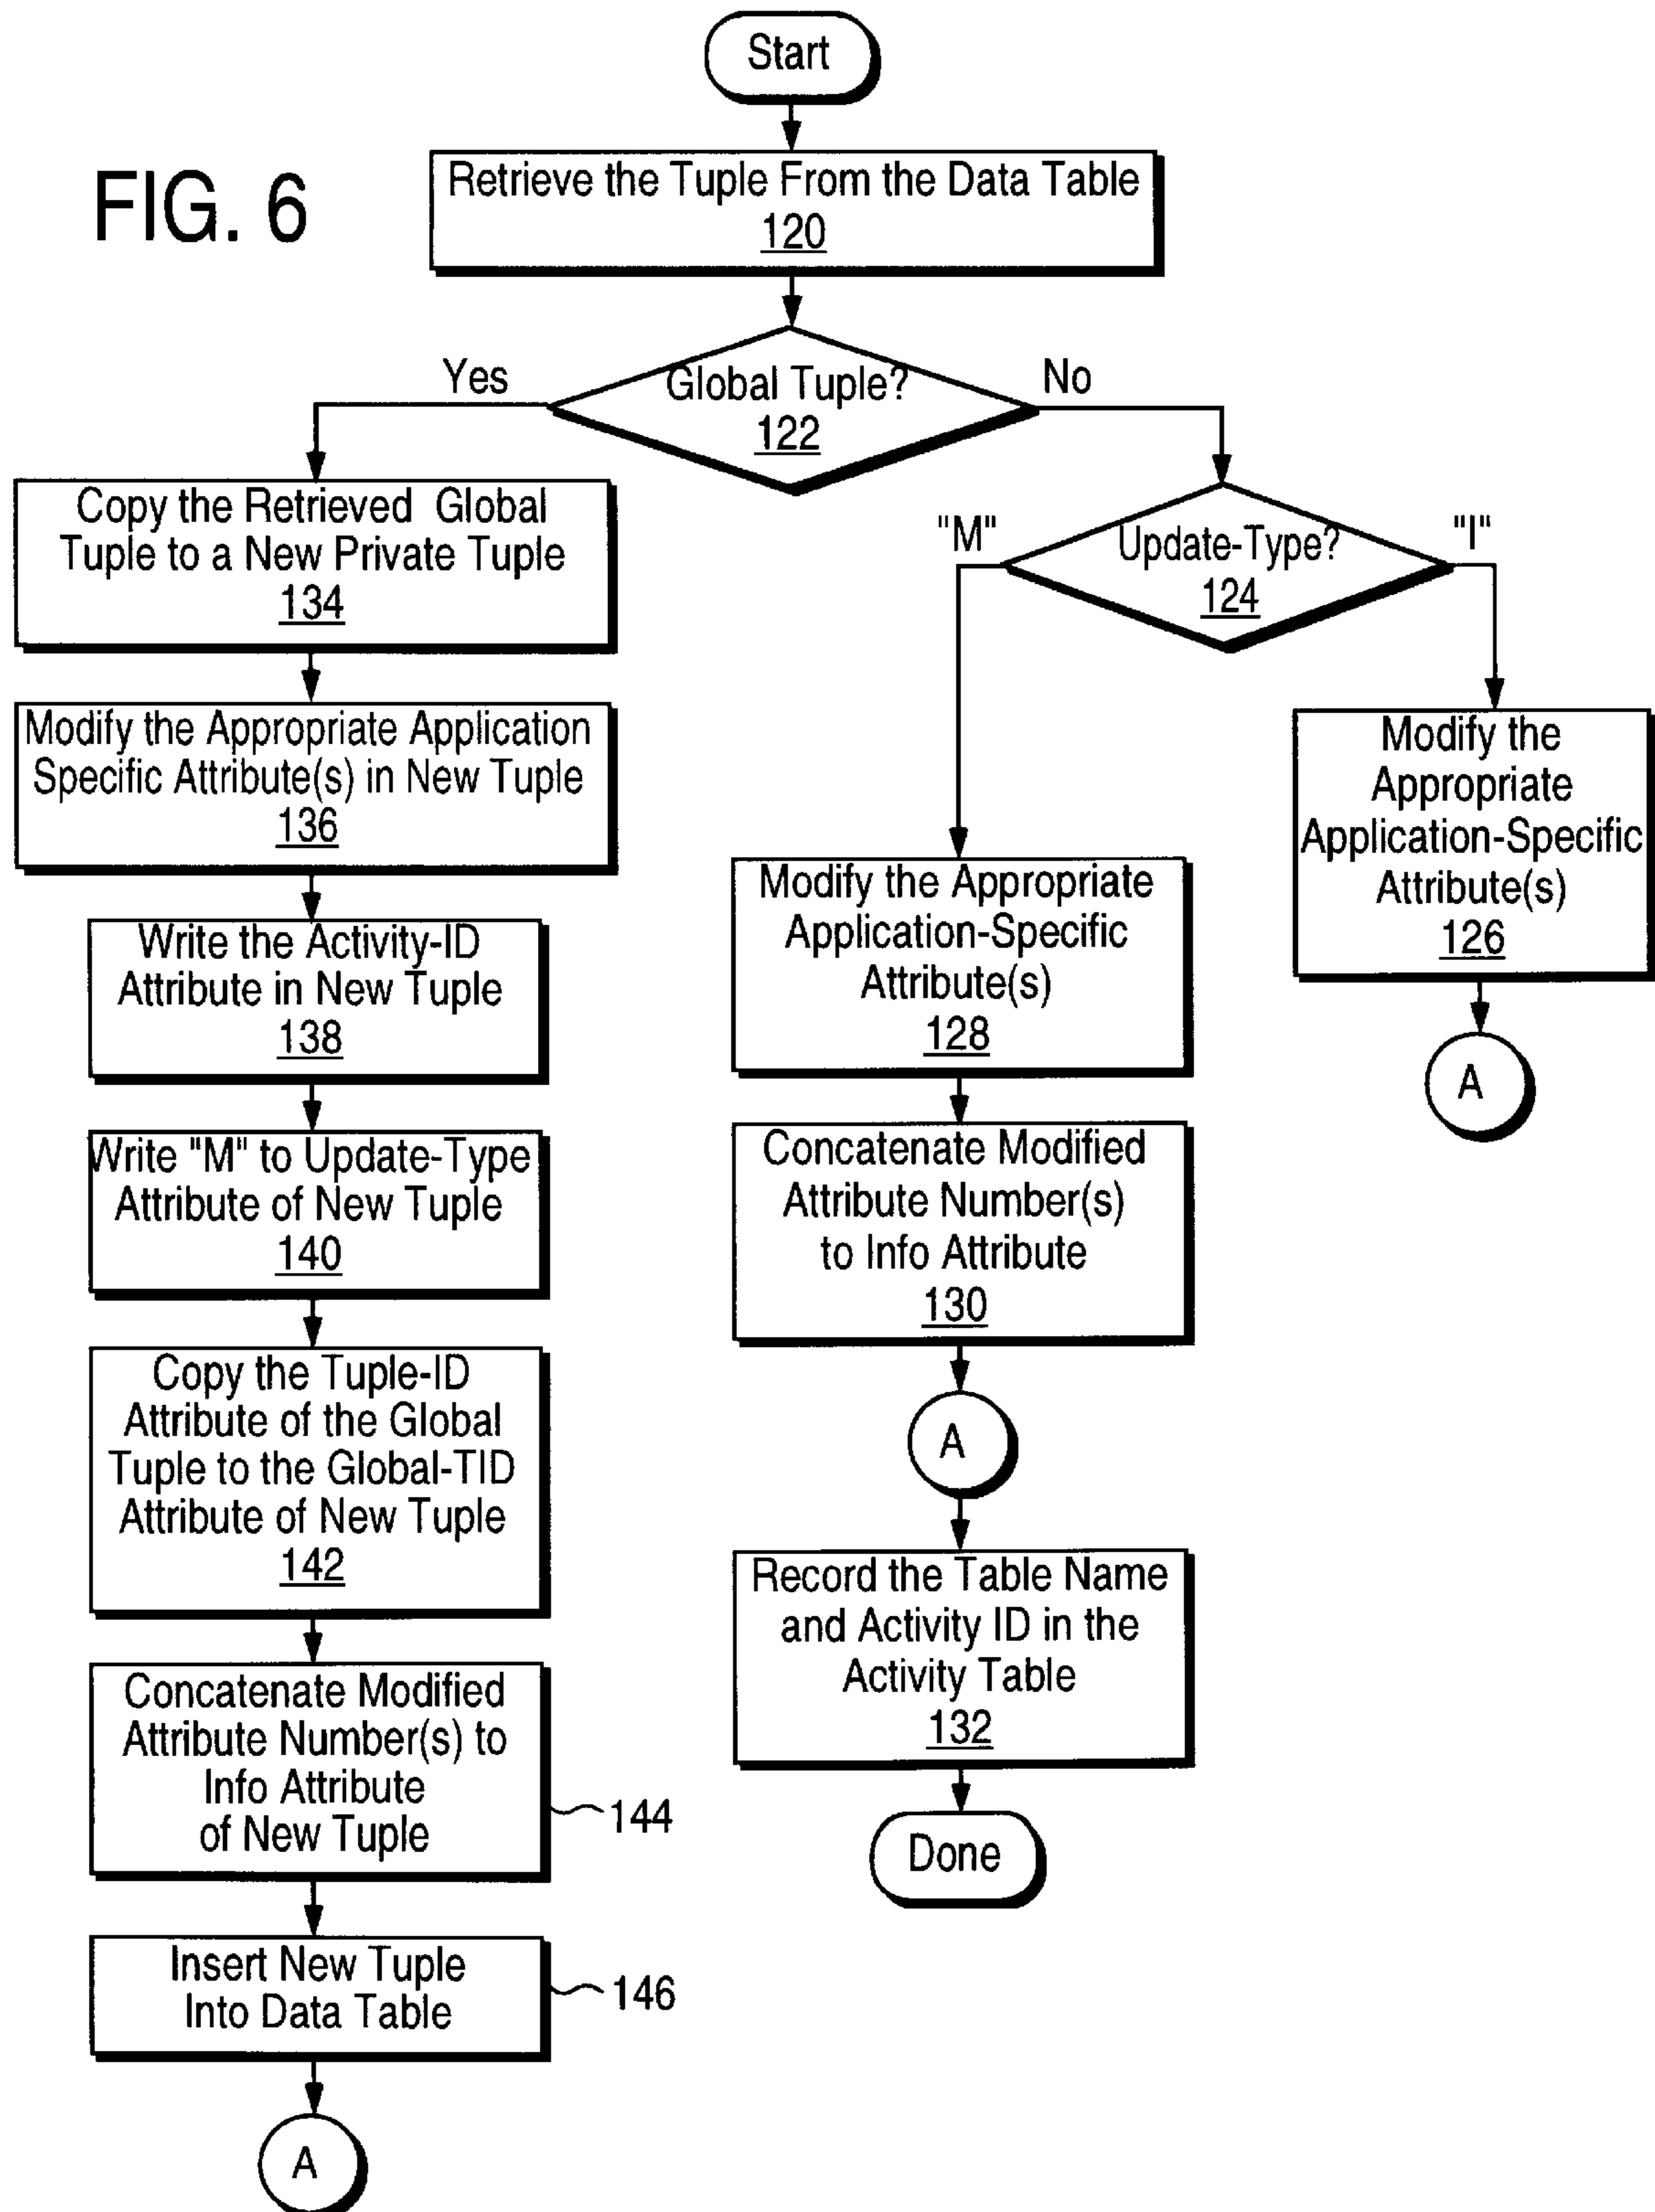 Start
FIG. 6
Retrieve the Tuple From the Data Table
120
Yes
Global Tuple?
122
No
Copy the Retrieved Global
Tuple to a New Private Tuple
134
"M"
Update-Type?
124
"I"
Modify the Appropriate Application
Specific Attribute(s) in New Tuple
136
Modify the
Appropriate
Application-Specific
Attribute(s)
126
A
Write the Activity-ID
Attribute in New Tuple
138
Modify the Appropriate
Application-Specific
Attribute(s)
128
Write "M" to Update-Type
Attribute of New Tuple
140
Concatenate Modified
Attribute Number(s)
to Info Attribute
130
A
Copy the Tuple-ID
Attribute of the Global
Tuple to the Global-TID
Attribute of New Tuple
142
Record the Table Name
and Activity ID in the
Activity Table
132
Done
Concatenate Modified
Attribute Number(s) to
Info Attribute
of New Tuple
144
Insert New Tuple
Into Data Table
146
A